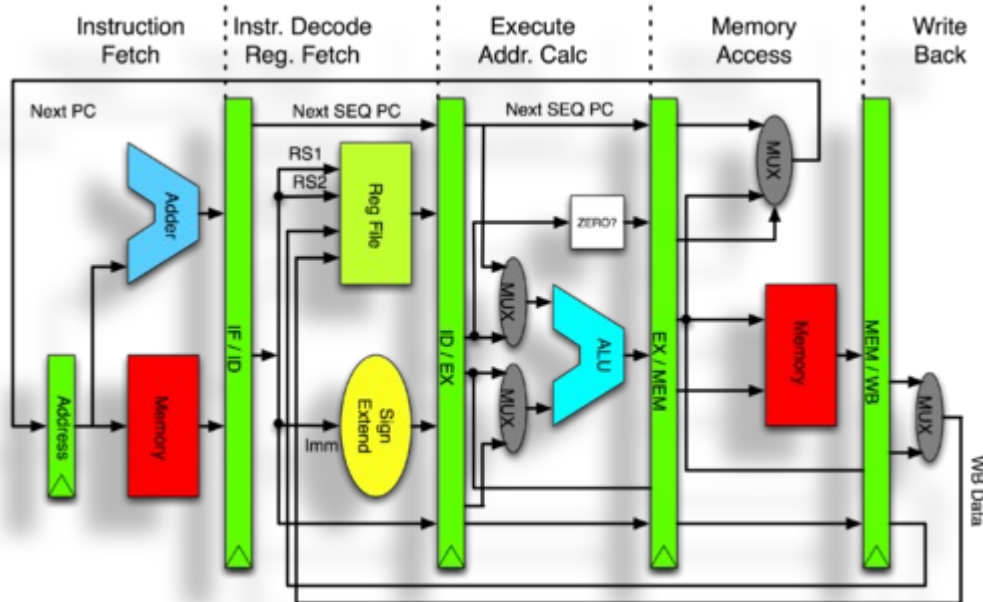 Instruction
Fetch
Instr. Decode
Reg. Fetch
Execute
Addr. Calc
Memory
Access
Write
Back
Next PC
Next SEQ PC
Next SEQ PC
RS1
RS2
Reg File
MUX
Adder
ZERO?
MUX
IF / ID
ID / EX
ALU
EX / MEM
Memory
MEM / WB
Address
Memory
Sign
Extend
MUX
MUX
Imm
WB Data